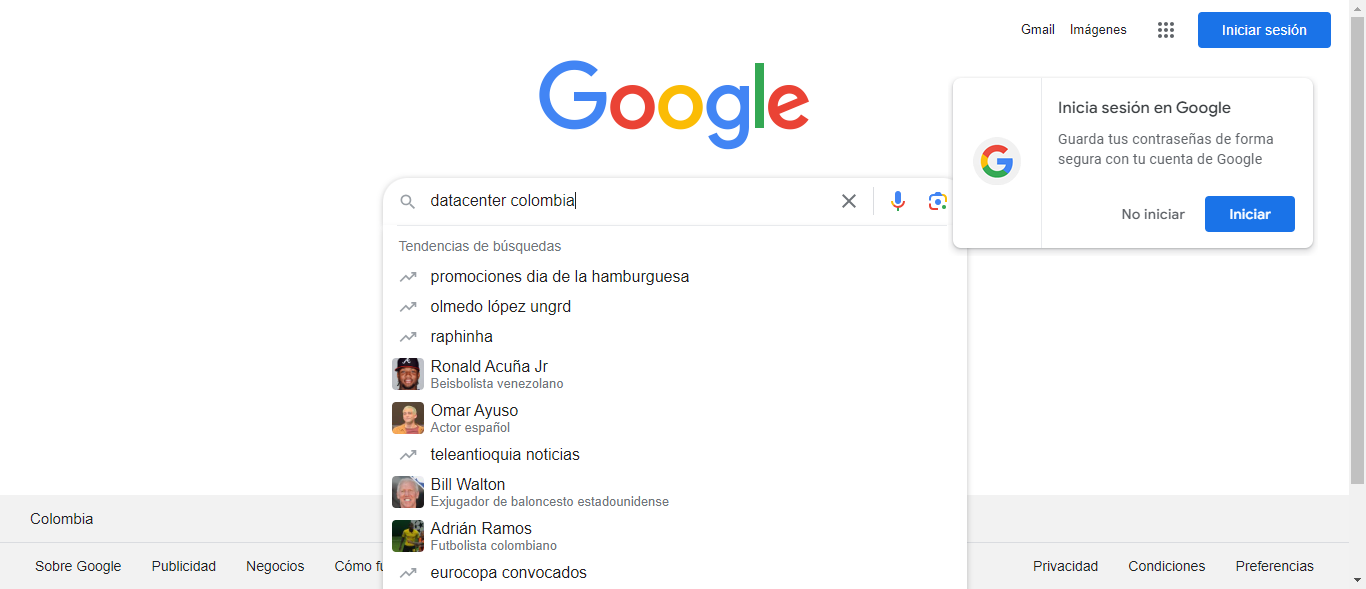 Gmail Imágenes Iniciar sesión
Google
Inicia sesión en Google
Guarda tus contraseñas de forma
segura con tu cuenta de Google
No iniciar Iniciar
datacenter colombia
Tendencias de búsquedas
promociones dia de la hamburguesa
olmedo lópez ungrd
raphinha
Ronald Acuña Jr
Beisbolista venezolano
Omar Ayuso
Actor español
teleantioquia noticias
Bill Walton
Exjugador de baloncesto estadounidense
Adrián Ramos
Futbolista colombiano
eurocopa convocados
Colombia
Sobre Google Publicidad Negocios Cómo Privacidad Condiciones Preferencias